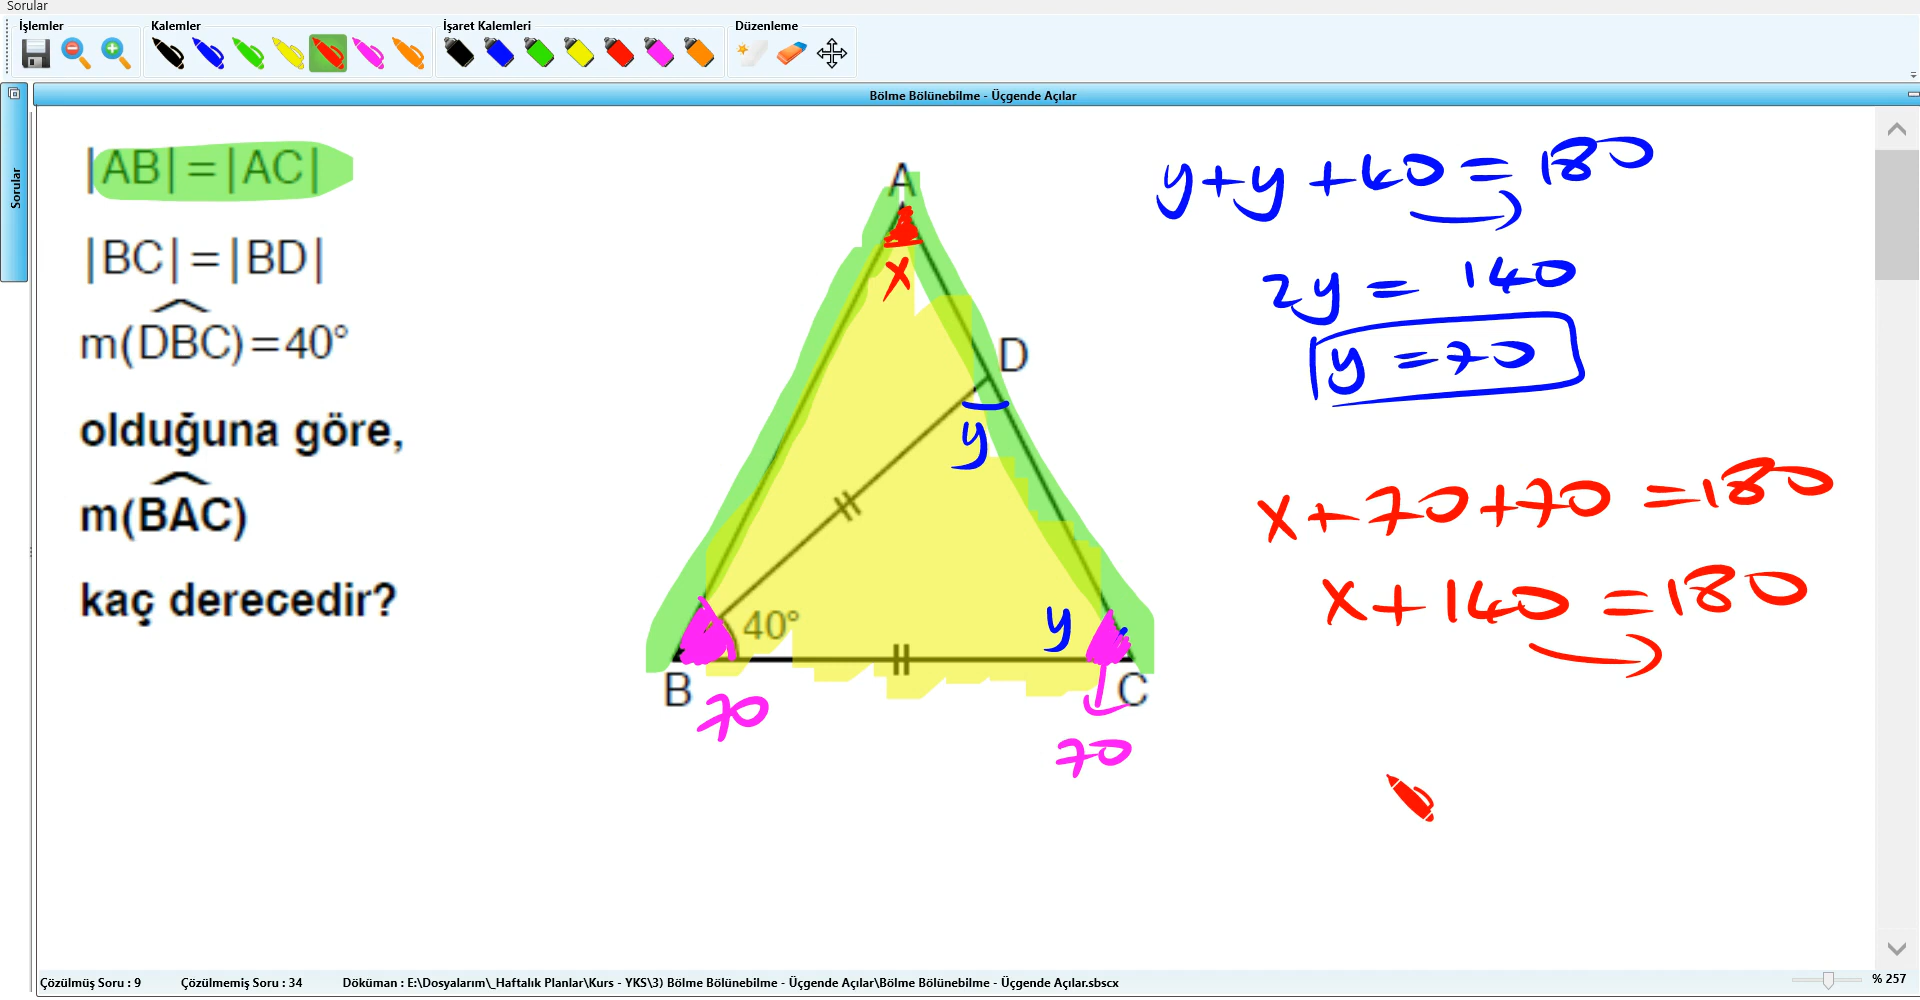 Sorular
İşlemler
Kalemler
İşaret Kalemleri
Düzenleme
Sorular
Bölme Bölünebilme - Üçgende Açılar
|AB| = |AC|
|BC| = |BD|
m(DBC) = 40°
olduğuna göre,
m(BAC)
kaç derecedir?
A
x
D
y
40°
y
B
C
70
70
y+y+40=180
2y = 140
y = 70
x+70+70=180
x+140=180
Çözülmüş Soru : 9
Çözülmemiş Soru : 34
Döküman : E:\Dosyalarım\_Haftalık Planlar\Kurs - YKS\3) Bölme Bölünebilme - Üçgende Açılar\Bölme Bölünebilme - Üçgende Açılar.sbscx
% 257